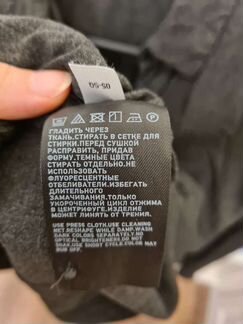 05-5Q
ГЛАДИТЬ ЧЕРЕЗ
ТКАНЬ.СТИРАТЬ В СЕТКЕ ДЛЯ
СТИРКИ.ПЕРЕД СУШКОЙ
РАСПРАВИТЬ, ПРИДАВ
ФОРМУ.ТЕМНЫЕ ЦВЕТА
СТИРАТЬ ОТДЕЛЬНО.НЕ
ИСПОЛЬЗОВАТЬ
ФЛУОРЕСЦЕНТНЫЕ
ОТБЕЛИВАТЕЛИ.ИЗБЕГАТЬ
ДЛИТЕЛЬНОГО
ЗАМАЧИВАНИЯ.ТОЛЬКО
УКОРОЧЕННЫЙ ЦИКЛ ОТЖИМА
В ЦЕНТРИФУГЕ.ИЗДЕЛИЕ
МОЖЕТ ЛИНЯТЬ ОТ ТРЕНИЯ.
USE PRESS CLOTH.USE CLEANING
NET.RESHAPE WHILE DAMP.WASH
DARK COLORS SEPARATELY.NO
OPTICAL BRIGHTENERS.DO NOT
SOAK.USE SHORT CYCLE.COLOR MAY
RUB OFF.